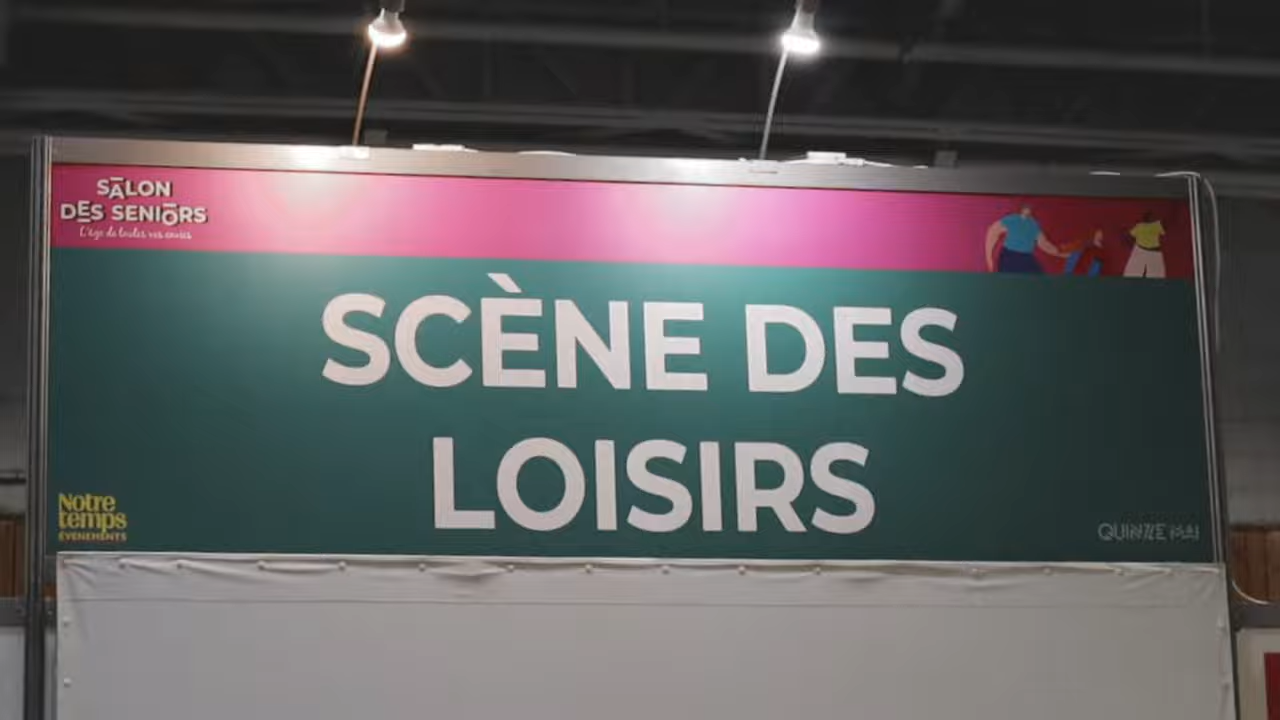 SALON
DES SENIORS
L'âge de toutes vos envies
SCÈNE DES
LOISIRS
Notre
temps
ÉVÉNEMENTS
QUINZE MAI